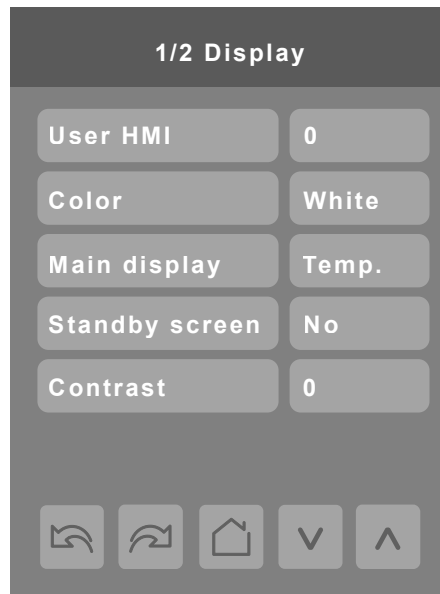 1/2 Display
User HMI 0
Color White
Main display Temp.
Standby screen No
Contrast 0